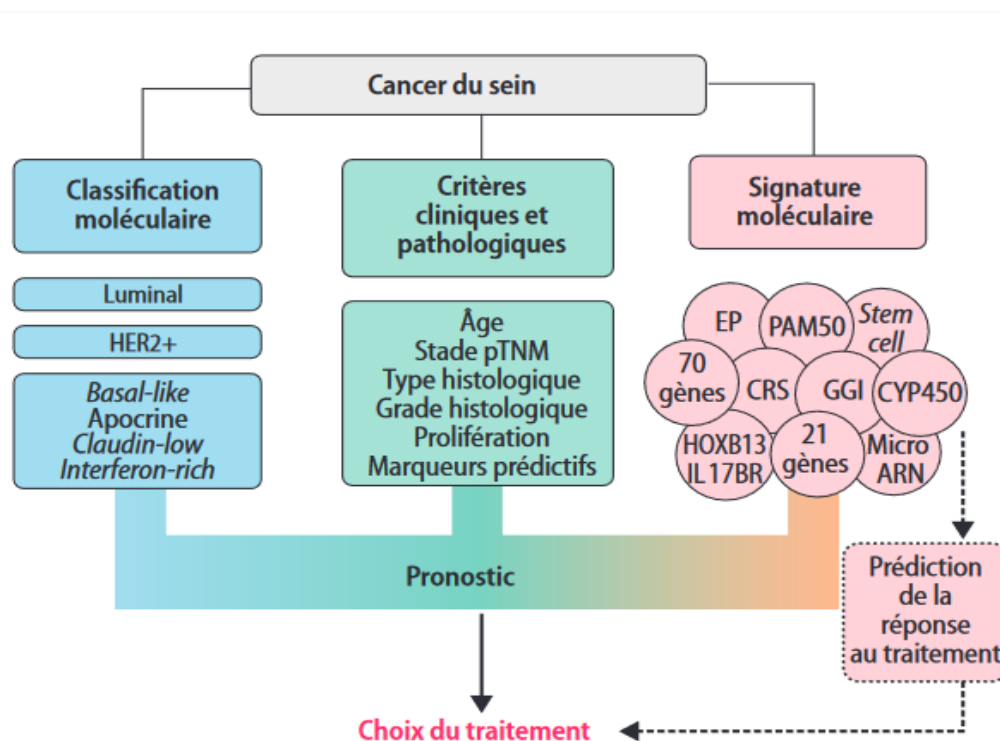 Cancer du sein
Classification
moléculaire
Luminal
HER2+
Basal-like
Apocrine
Claudin-low
Interferon-rich
Critères
cliniques et
pathologiques
Âge
Stade pTNM
Type histologique
Grade histologique
Prolifération
Marqueurs prédictifs
Signature
moléculaire
EP
PAM50
Stem
cell
70
gènes
CRS
GGI
CYP450
HOXB13
IL17BR
21
gènes
Micro
ARN
Pronostic
Prédiction
de la
réponse
au traitement
Choix du traitement